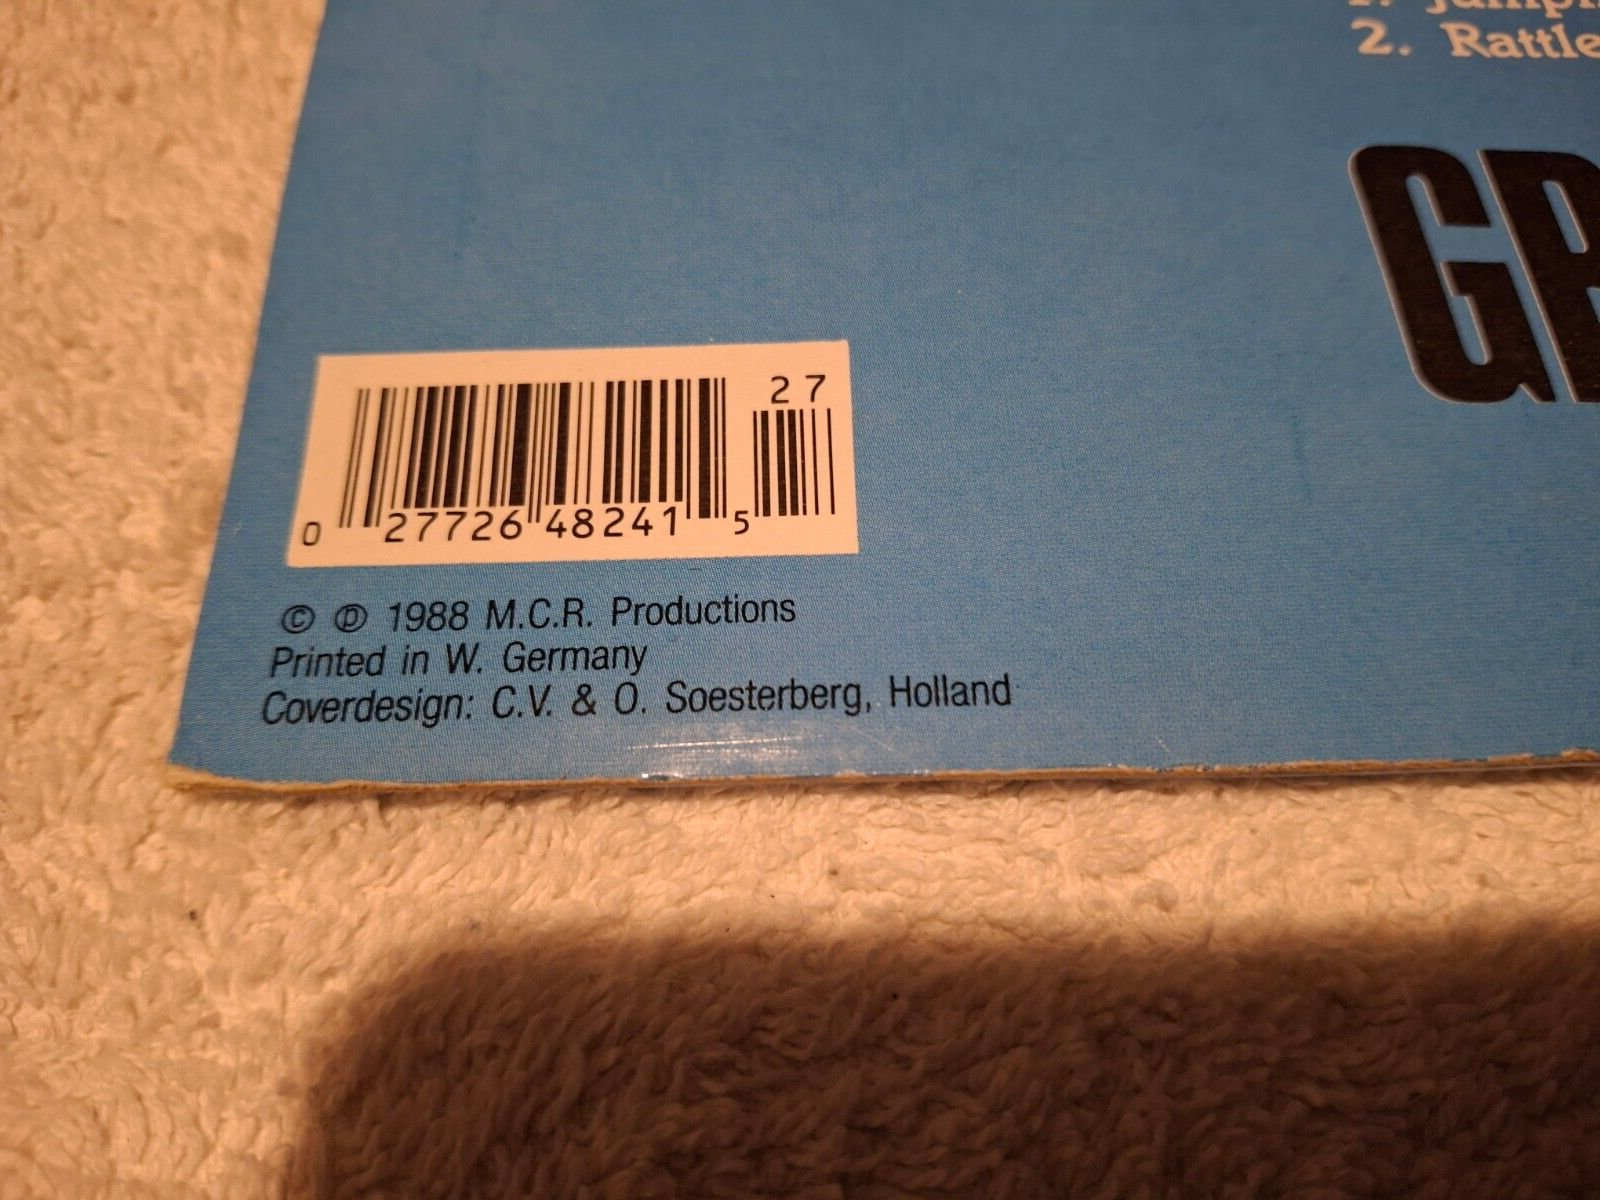 2. Rattle
27
0 27726 48241 5
© ℗ 1988 M.C.R. Productions
Printed in W. Germany
Coverdesign: C.V. & O. Soesterberg, Holland